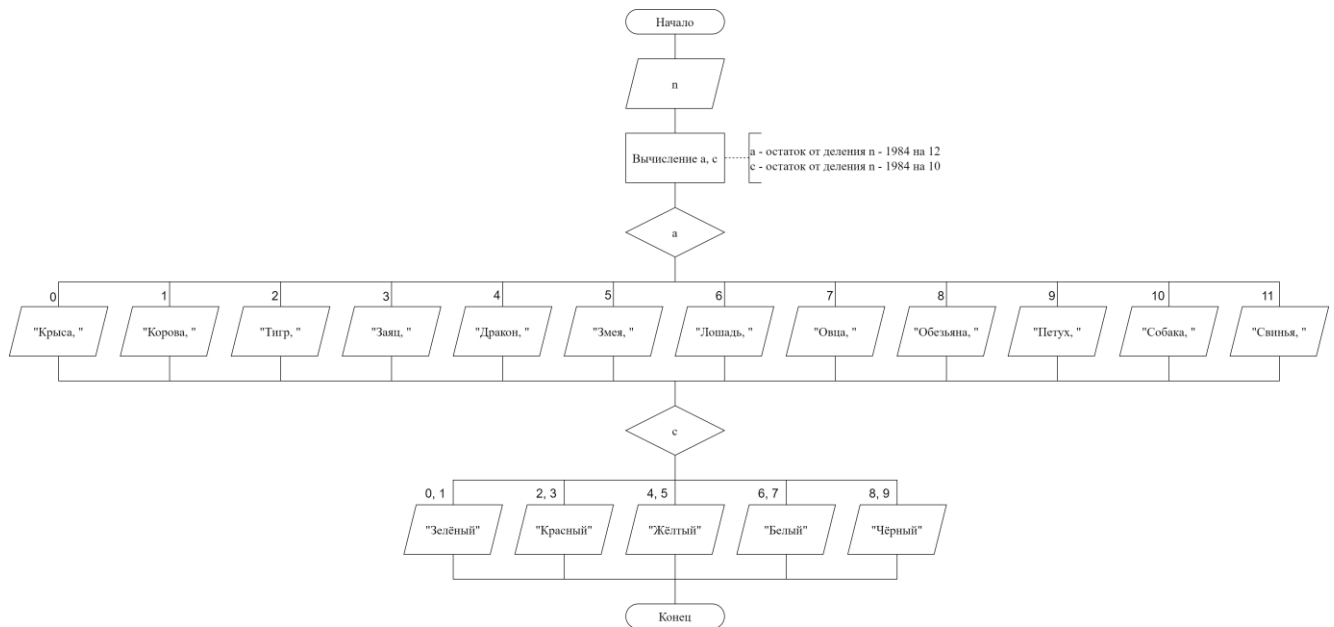 Начало
n
Вычисление a, c
a - остаток от деления n - 1984 на 12
c - остаток от деления n - 1984 на 10
a
0 1 2 3 4 5 6 7 8 9 10 11
"Крыса, " "Корова, " "Тигр, " "Заяц, " "Дракон, " "Змея, " "Лошадь, " "Овца, " "Обезьяна, " "Петух, " "Собака, " "Свинья, "
c
0, 1 2, 3 4, 5 6, 7 8, 9
"Зелёный" "Красный" "Жёлтый" "Белый" "Чёрный"
Конец